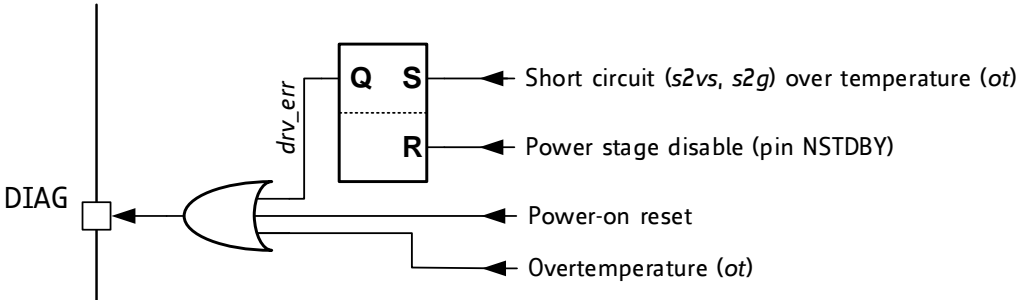 Q S
Short circuit (s2vs, s2g) over temperature (ot)
drv_err
R
Power stage disable (pin NSTDBY)
DIAG
Power-on reset
Overtemperature (ot)